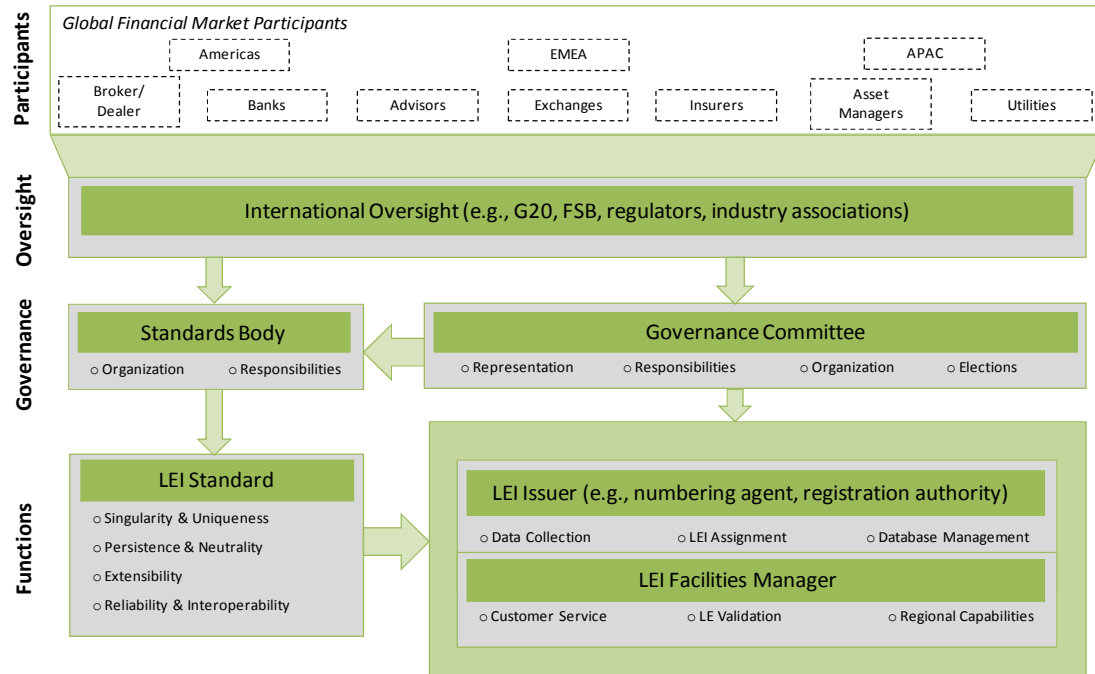 Participants
Global Financial Market Participants
Americas
EMEA
APAC
Broker/
Dealer
Banks
Advisors
Exchanges
Insurers
Asset
Managers
Utilities
Oversight
International Oversight (e.g., G20, FSB, regulators, industry associations)
Governance
Standards Body
○ Organization ○ Responsibilities
Governance Committee
○ Representation ○ Responsibilities ○ Organization ○ Elections
Functions
LEI Standard
○ Singularity & Uniqueness
○ Persistence & Neutrality
○ Extensibility
○ Reliability & Interoperability
LEI Issuer (e.g., numbering agent, registration authority)
○ Data Collection ○ LEI Assignment ○ Database Management
LEI Facilities Manager
○ Customer Service ○ LE Validation ○ Regional Capabilities